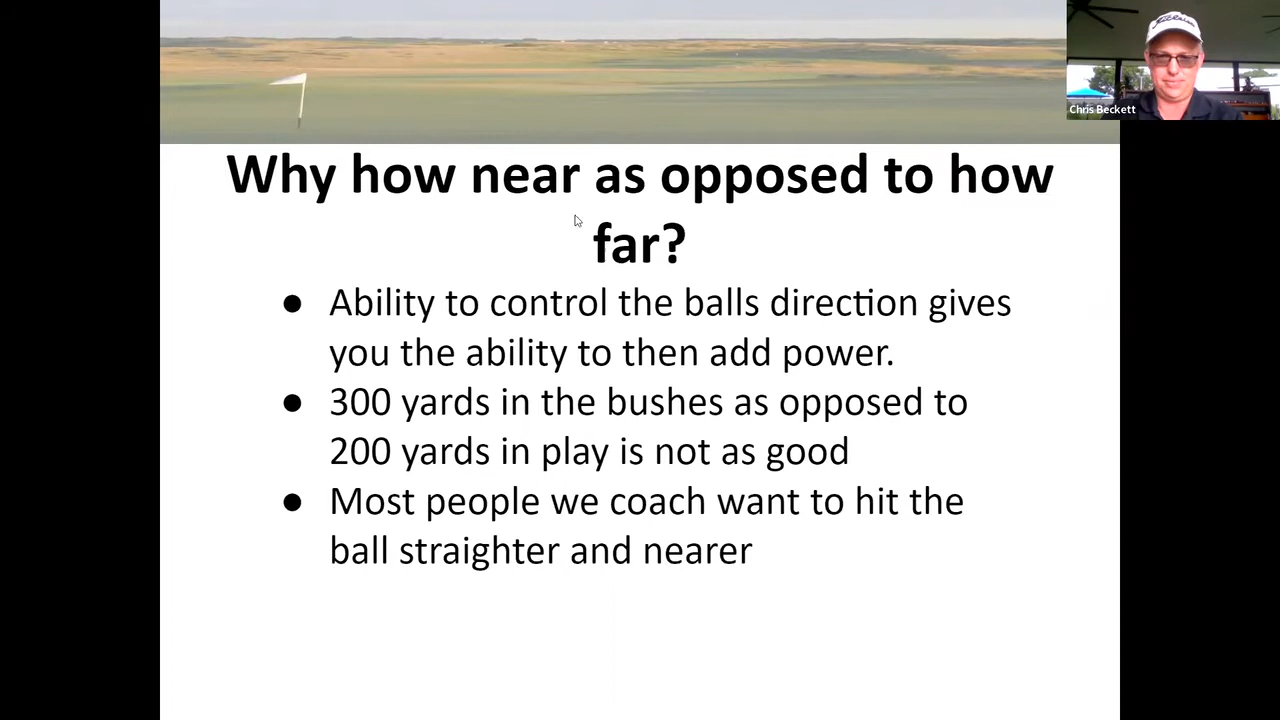 Titleist
Chris Beckett
Why how near as opposed to how
far?
● Ability to control the balls direction gives
you the ability to then add power.
● 300 yards in the bushes as opposed to
200 yards in play is not as good
● Most people we coach want to hit the
ball straighter and nearer